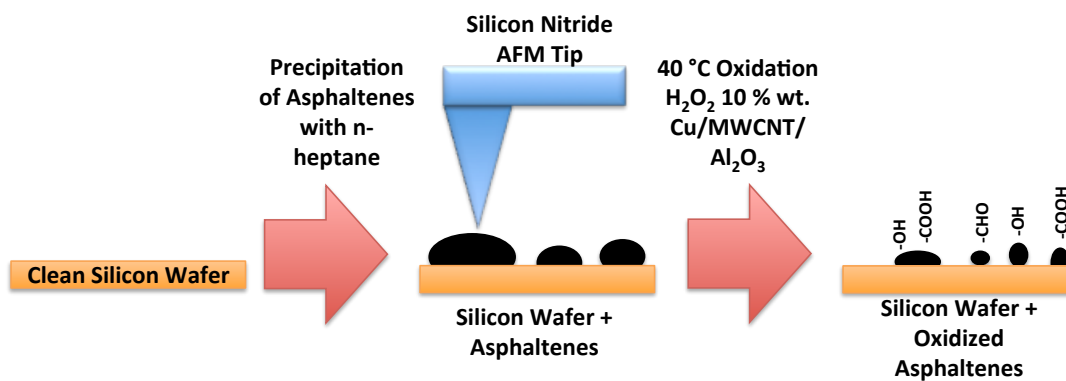 Clean Silicon Wafer
Precipitation
of Asphaltenes
with n-
heptane
Silicon Nitride
AFM Tip
Silicon Wafer +
Asphaltenes
40 °C Oxidation
H₂O₂ 10 % wt.
Cu/MWCNT/
Al₂O₃
-OH
-COOH
-CHO
-OH
-COOH
Silicon Wafer +
Oxidized
Asphaltenes